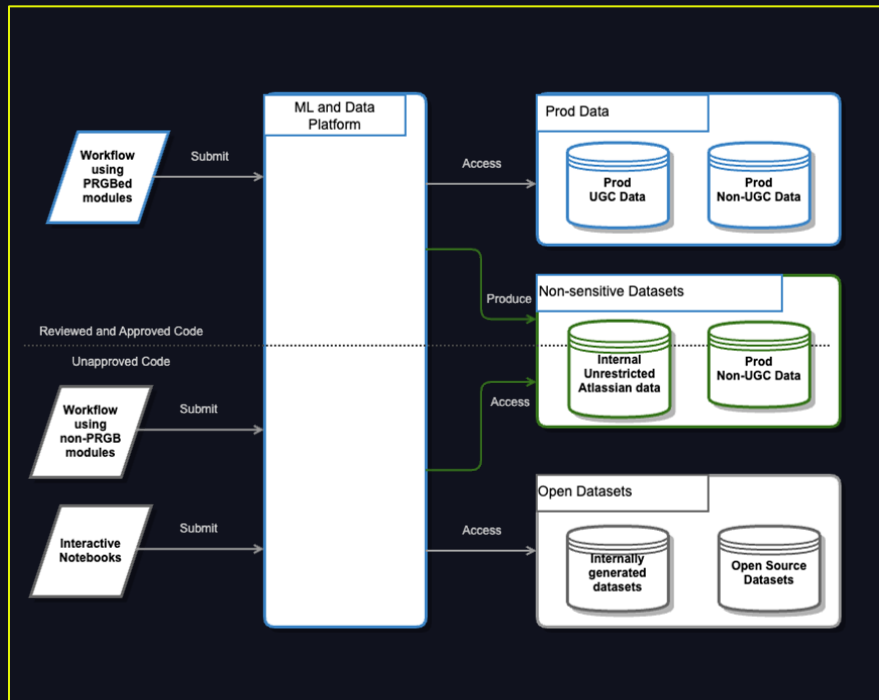 ML and Data
Platform
Prod Data
Workflow
using
PRGBed
modules
Submit
Access
Prod
UGC Data
Prod
Non-UGC Data
Produce
Non-sensitive Datasets
Reviewed and Approved Code
Unapproved Code
Internal
Unrestricted
Atlassian data
Prod
Non-UGC Data
Workflow
using
non-PRGB
modules
Submit
Access
Open Datasets
Interactive
Notebooks
Submit
Access
Internally
generated
datasets
Open Source
Datasets